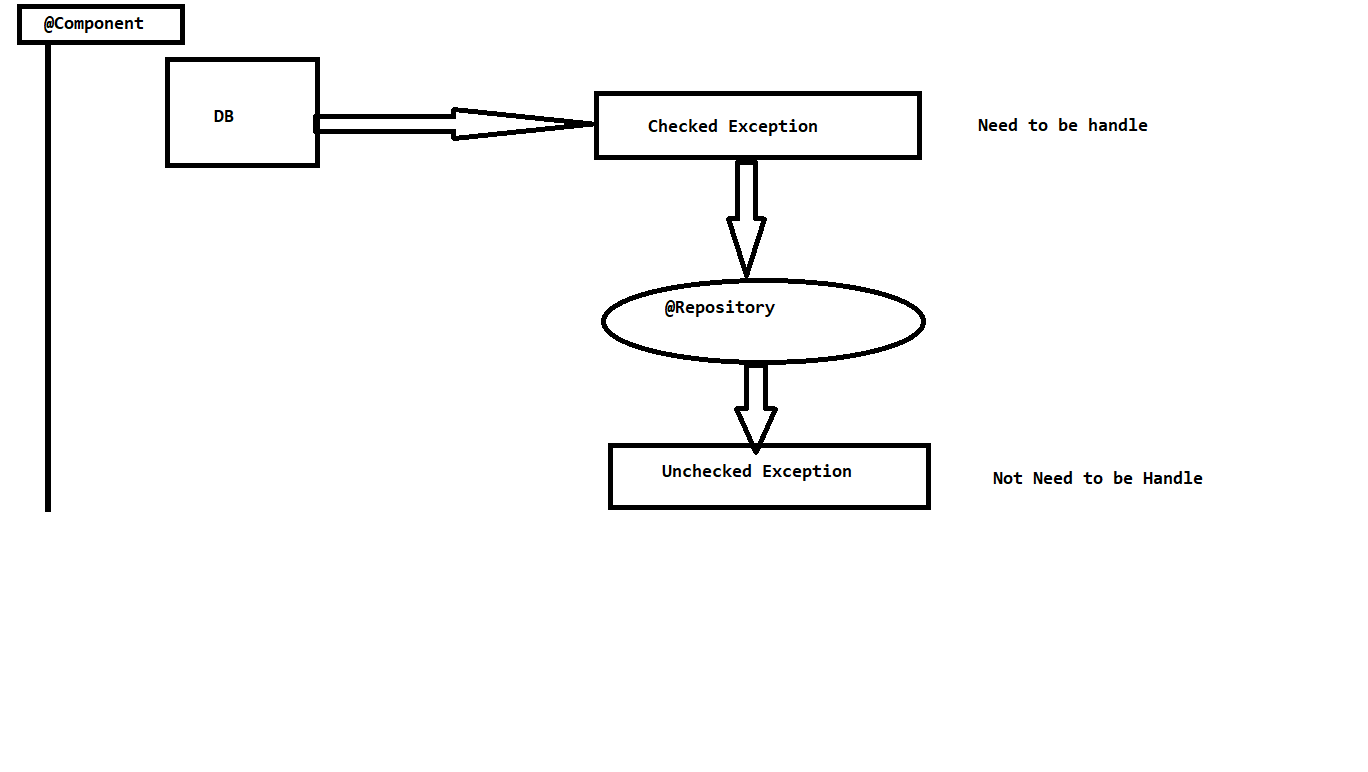 @Component
DB
Checked Exception
Need to be handle
@Repository
Unchecked Exception
Not Need to be Handle